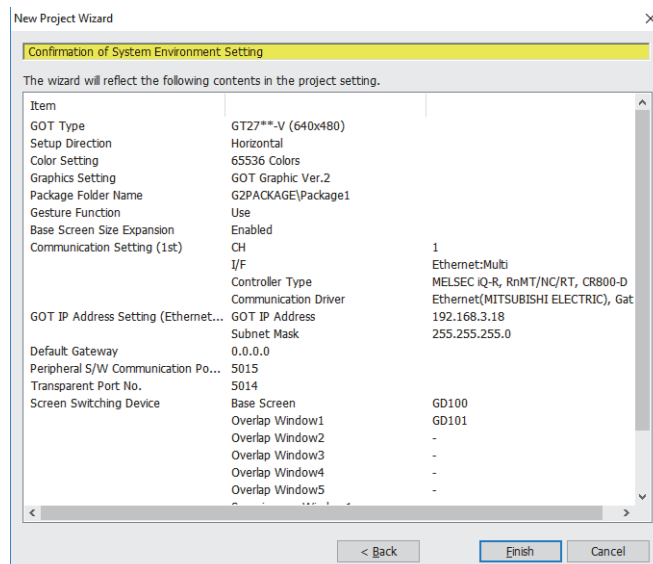 New Project Wizard
Confirmation of System Environment Setting
The wizard will reflect the following contents in the project setting.
Item
GOT Type GT27**-V (640x480)
Setup Direction Horizontal
Color Setting 65536 Colors
Graphics Setting GOT Graphic Ver.2
Package Folder Name G2PACKAGE\Package1
Gesture Function Use
Base Screen Size Expansion Enabled
Communication Setting (1st) CH 1
I/F Ethernet:Multi
Controller Type MELSEC iQ-R, RnMT/NC/RT, CR800-D
Communication Driver Ethernet(MITSUBISHI ELECTRIC), Gat
GOT IP Address Setting (Ethernet... GOT IP Address 192.168.3.18
Subnet Mask 255.255.255.0
Default Gateway 0.0.0.0
Peripheral S/W Communication Po... 5015
Transparent Port No. 5014
Screen Switching Device Base Screen GD100
Overlap Window1 GD101
Overlap Window2 -
Overlap Window3 -
Overlap Window4 -
Overlap Window5 -
< Back Finish Cancel